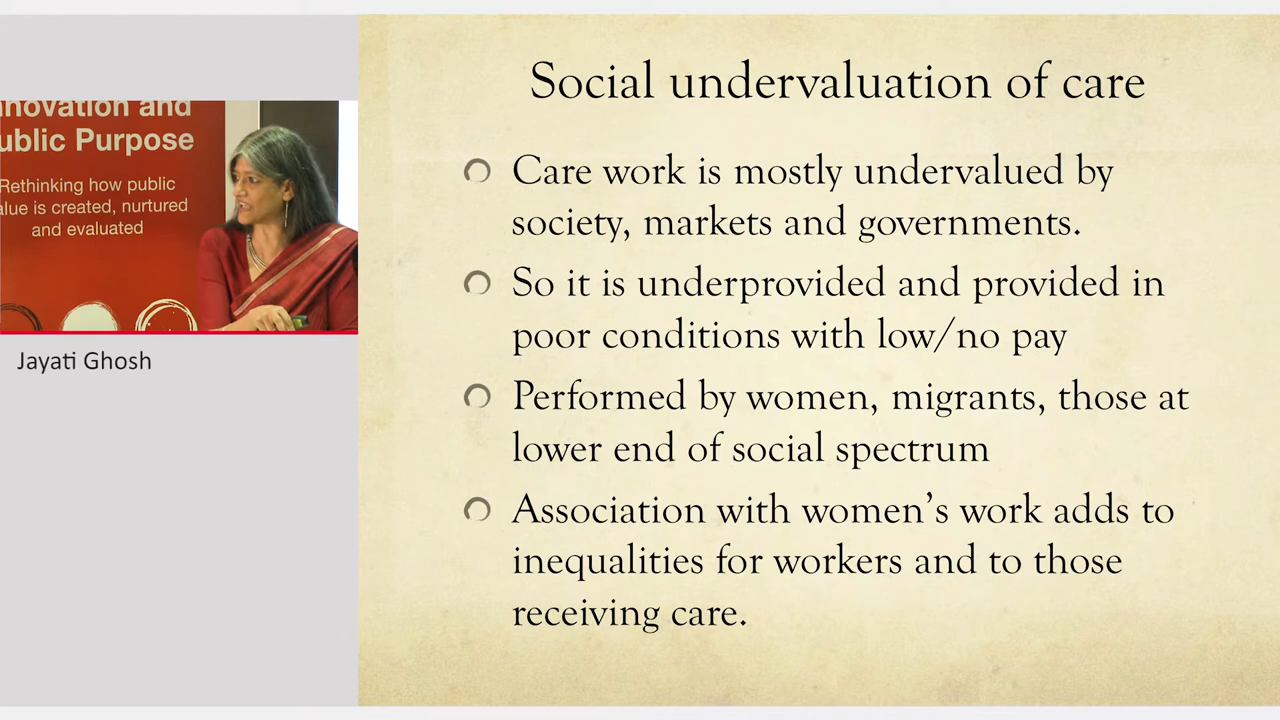 nnovation and
ublic Purpose
Rethinking how public
alue is created, nurtured
and evaluated
Jayati Ghosh
Social undervaluation of care
Care work is mostly undervalued by
society, markets and governments.
So it is underprovided and provided in
poor conditions with low/no pay
Performed by women, migrants, those at
lower end of social spectrum
Association with women’s work adds to
inequalities for workers and to those
receiving care.